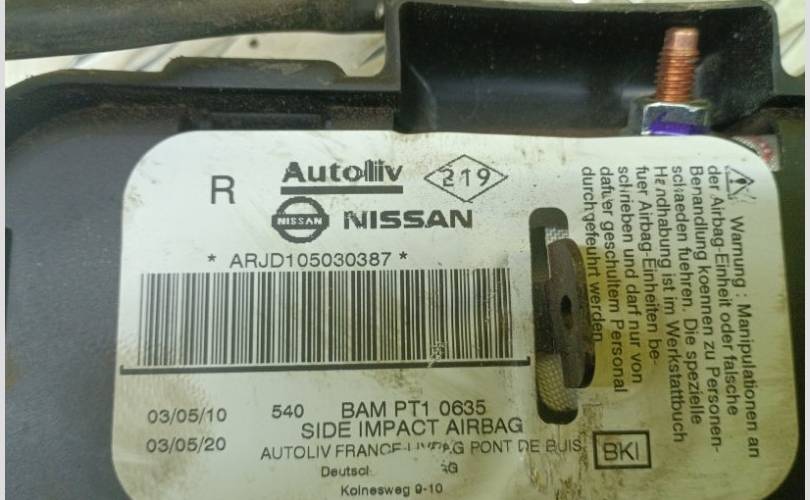 R
Autoliv
219
NISSAN
NISSAN
* ARJD105030387 *
03/05/10
540
BAM PT1 0635
03/05/20
SIDE IMPACT AIRBAG
AUTOLIV FRANCE PONT DE BUIS
BKI
Kolnesweg 9-10
Warnung : Manipulationen an
der Airbag-Einheit oder falsche
Benandlung koennen zu Personen-
schaeden fuehren. Die spezielle
Handhabung ist im Werkstattbuch
fuer Airbag-Einheiten be-
schrieben und darf nur von
dafuer geschultem Personal
durchgefeuhrt werden